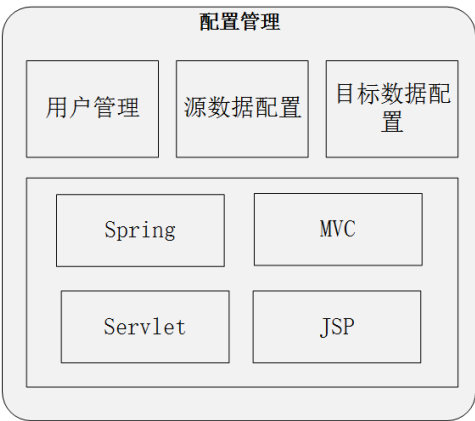 配置管理
用户管理
源数据配置
目标数据配
置
Spring
MVC
Servlet
JSP